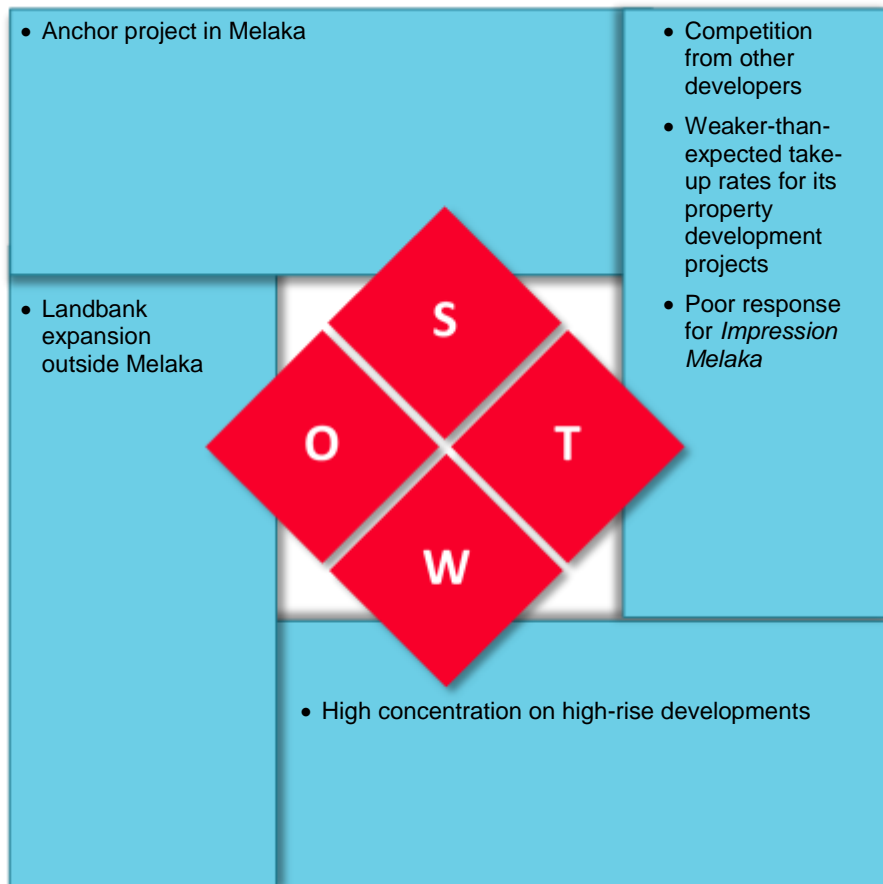 • Anchor project in Melaka
• Competition
from other
developers
• Weaker-than-
expected take-
up rates for its
property
development
projects
• Poor response
for Impression
Melaka
• Landbank
expansion
outside Melaka
S
O
T
W
• High concentration on high-rise developments